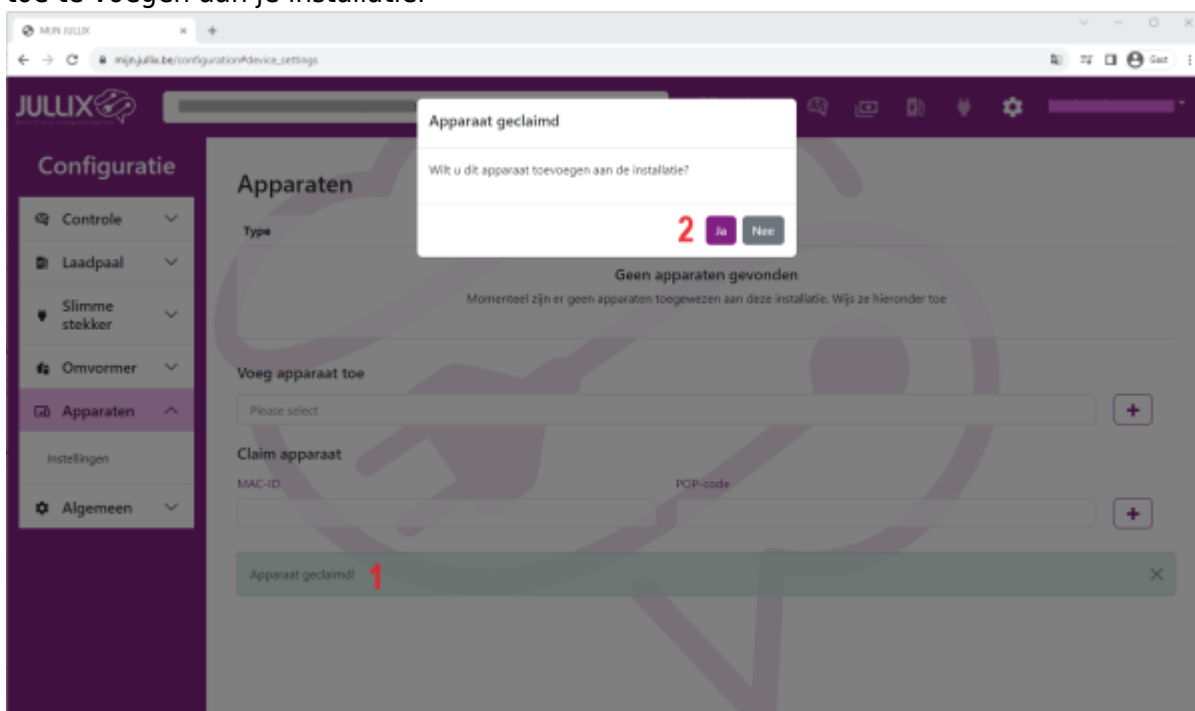 toe te voegen aan je installatie.
MIJN JULLIX
mijn.jullix.be/configuration#device_settings
Gast
JULLIX
Apparaat geclaimd
Wilt u dit apparaat toevoegen aan de installatie?
2 Ja Nee
Configuratie
Controle
Laadpaal
Slimme
stekker
Omvormer
Apparaten
Instellingen
Algemeen
Apparaten
Type
Geen apparaten gevonden
Momenteel zijn er geen apparaten toegewezen aan deze installatie. Wijs ze hieronder toe
Voeg apparaat toe
Please select
+
Claim apparaat
MAC-ID POP-code
+
Apparaat geclaimd! 1